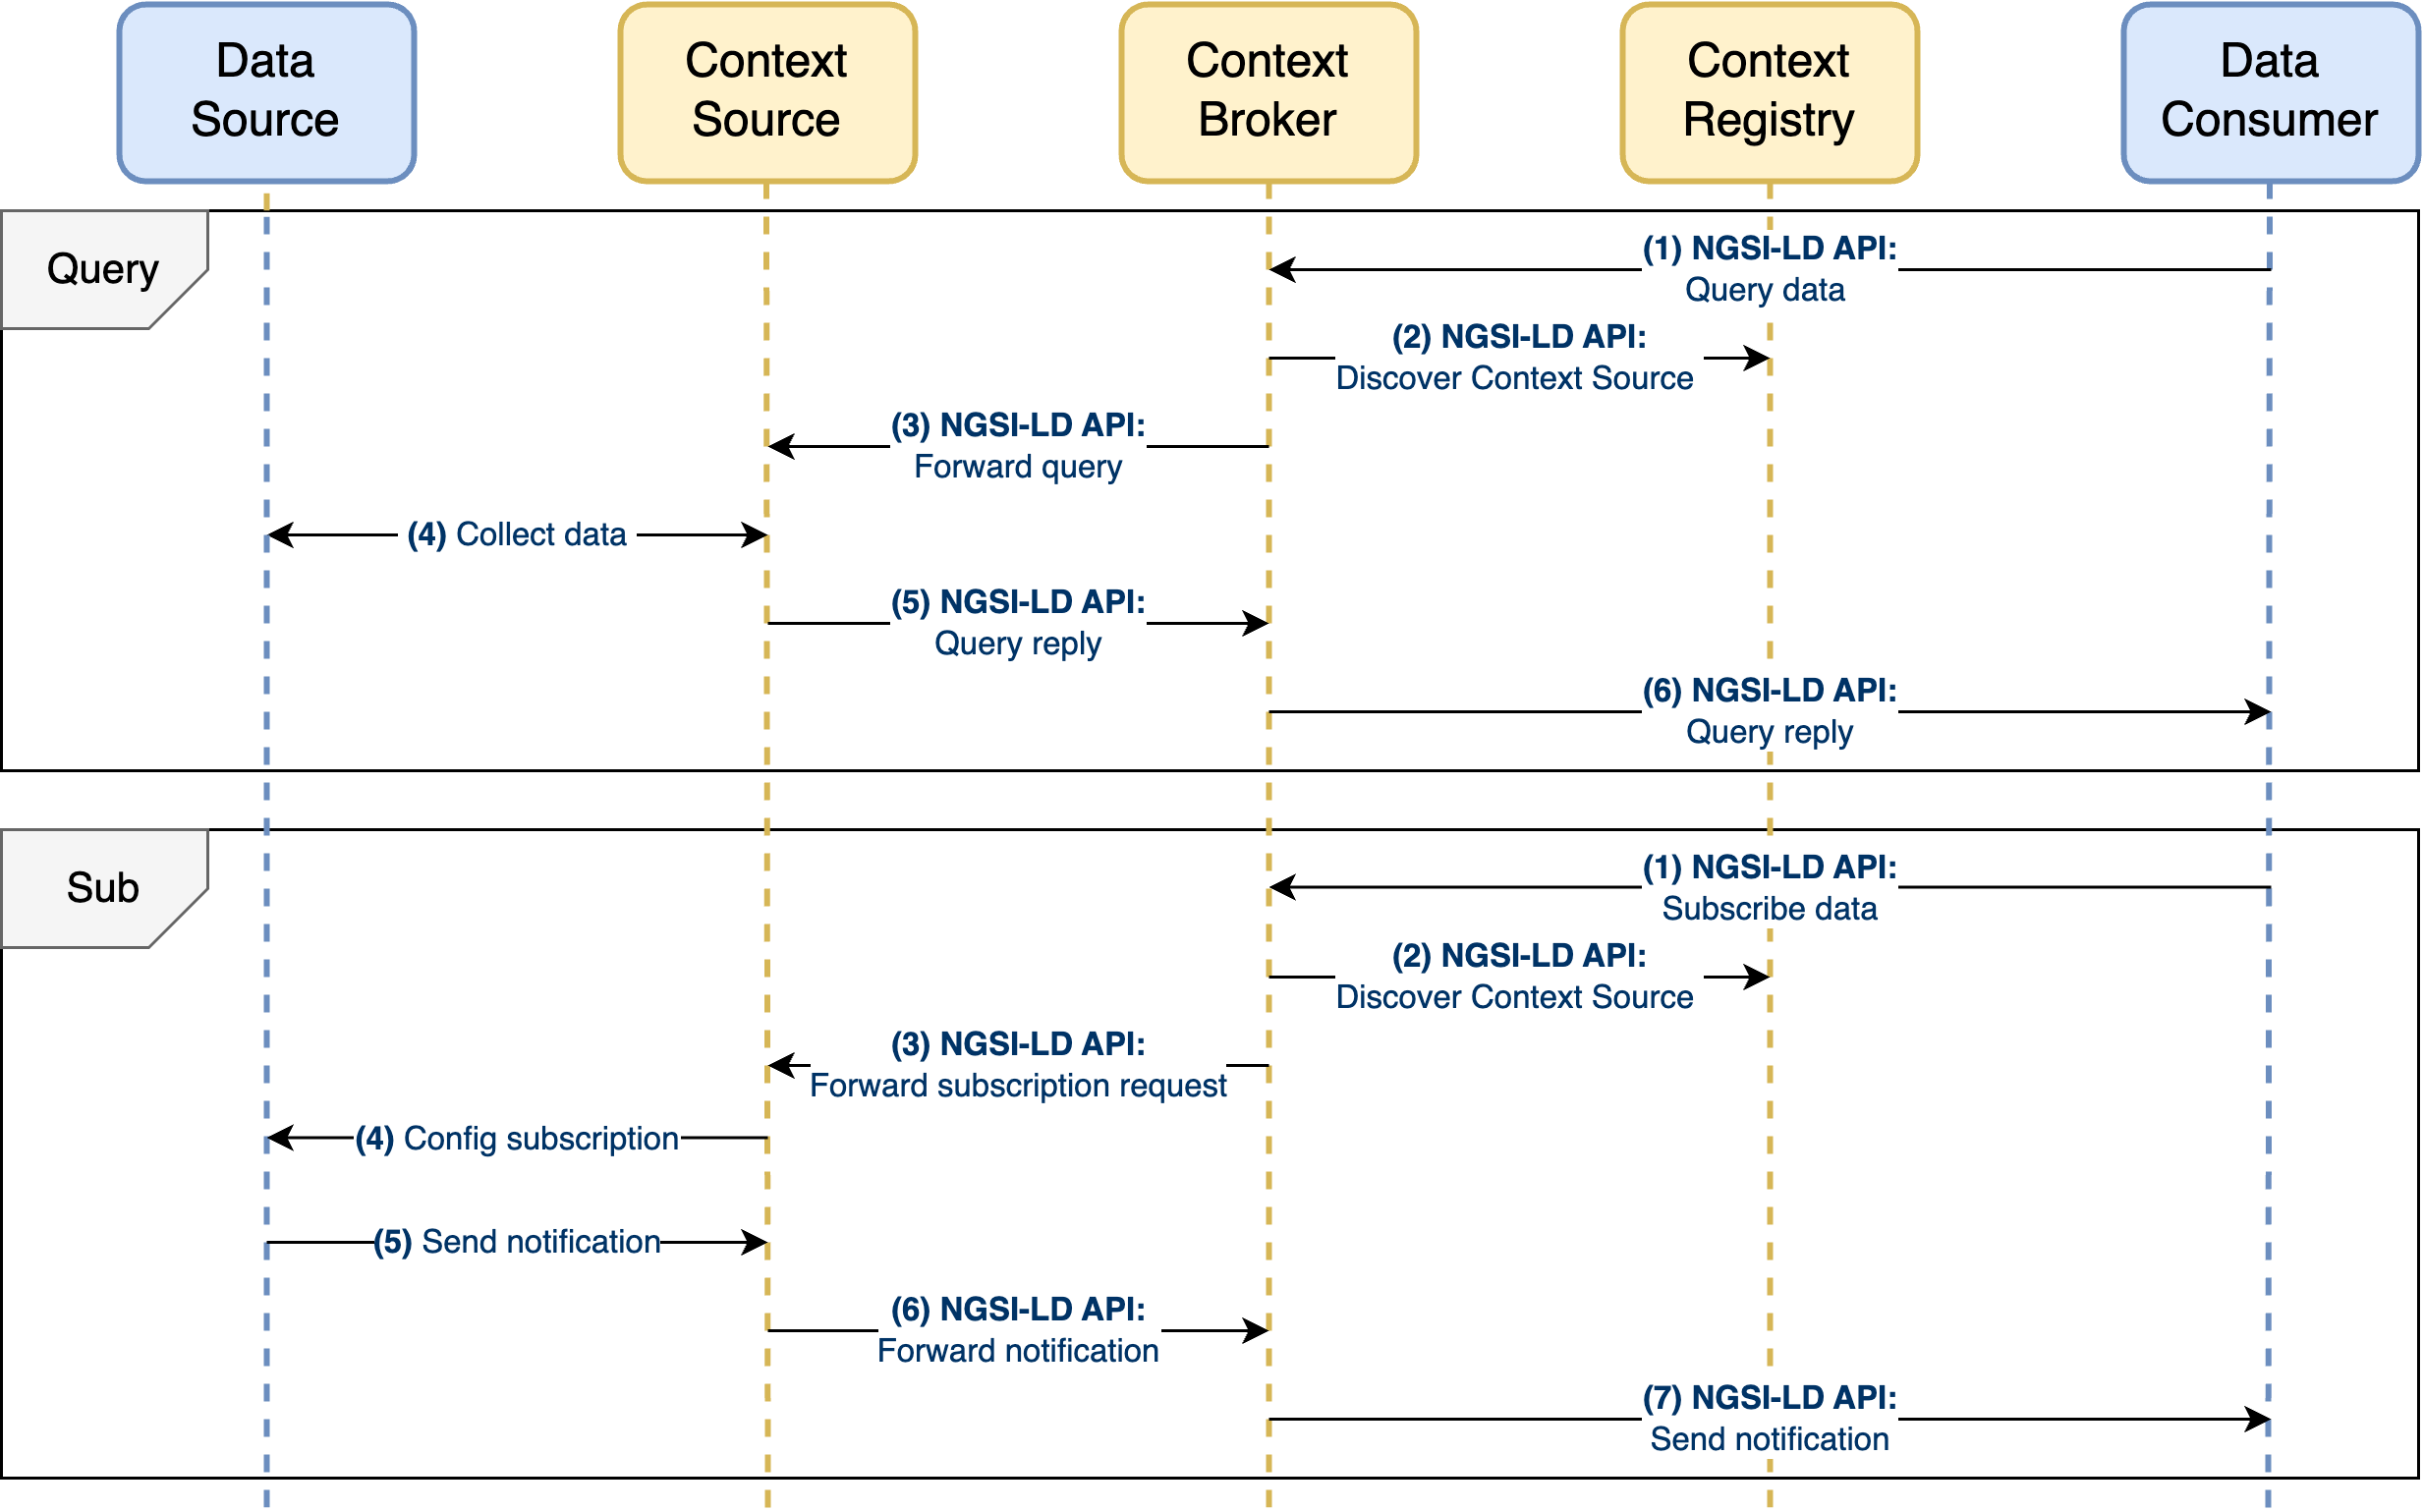 Data
Source
Context
Source
Context
Broker
Context
Registry
Data
Consumer
Query
(1) NGSI-LD API:
Query data
(2) NGSI-LD API:
Discover Context Source
(3) NGSI-LD API:
Forward query
(4) Collect data
(5) NGSI-LD API:
Query reply
(6) NGSI-LD API:
Query reply
Sub
(1) NGSI-LD API:
Subscribe data
(2) NGSI-LD API:
Discover Context Source
(3) NGSI-LD API:
Forward subscription request
(4) Config subscription
(5) Send notification
(6) NGSI-LD API:
Forward notification
(7) NGSI-LD API:
Send notification